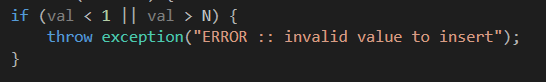 if (val < 1 || val > N) {
    throw exception("ERROR :: invalid value to insert");
}